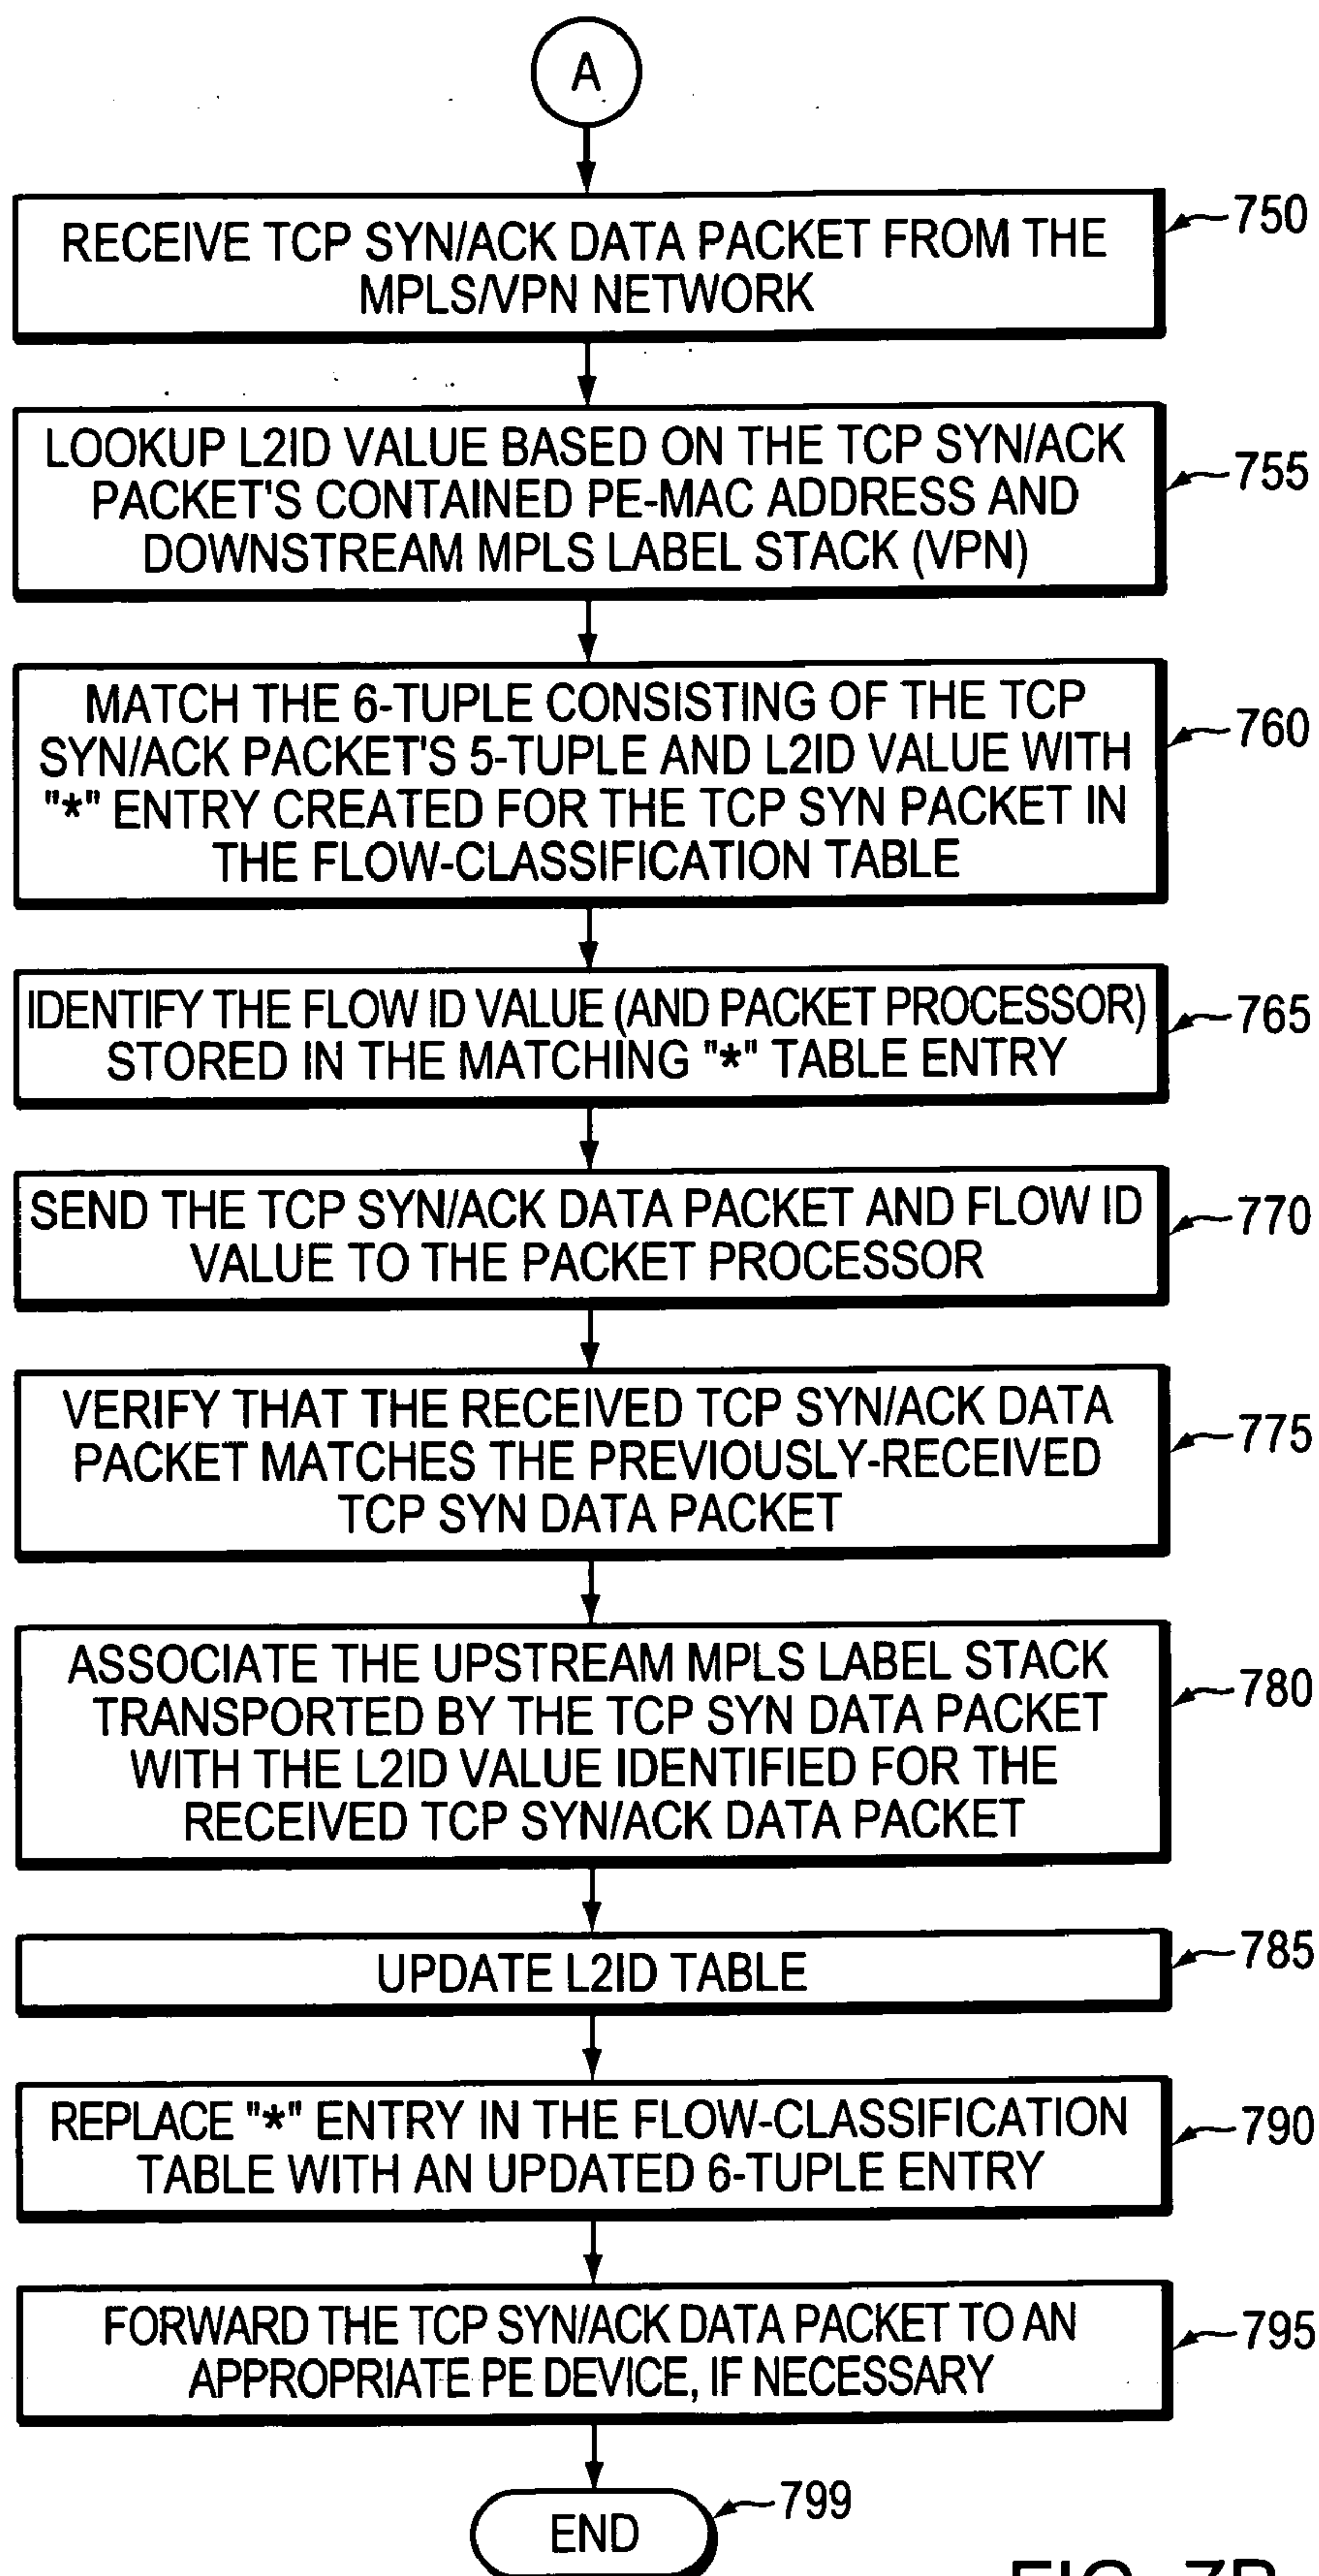 A
RECEIVE TCP SYN/ACK DATA PACKET FROM THE
MPLS/VPN NETWORK
750
LOOKUP L2ID VALUE BASED ON THE TCP SYN/ACK
PACKET'S CONTAINED PE-MAC ADDRESS AND
DOWNSTREAM MPLS LABEL STACK (VPN)
755
MATCH THE 6-TUPLE CONSISTING OF THE TCP
SYN/ACK PACKET'S 5-TUPLE AND L2ID VALUE WITH
"*" ENTRY CREATED FOR THE TCP SYN PACKET IN
THE FLOW-CLASSIFICATION TABLE
760
IDENTIFY THE FLOW ID VALUE (AND PACKET PROCESSOR)
STORED IN THE MATCHING "*" TABLE ENTRY
765
SEND THE TCP SYN/ACK DATA PACKET AND FLOW ID
VALUE TO THE PACKET PROCESSOR
770
VERIFY THAT THE RECEIVED TCP SYN/ACK DATA
PACKET MATCHES THE PREVIOUSLY-RECEIVED
TCP SYN DATA PACKET
775
ASSOCIATE THE UPSTREAM MPLS LABEL STACK
TRANSPORTED BY THE TCP SYN DATA PACKET
WITH THE L2ID VALUE IDENTIFIED FOR THE
RECEIVED TCP SYN/ACK DATA PACKET
780
UPDATE L2ID TABLE
785
REPLACE "*" ENTRY IN THE FLOW-CLASSIFICATION
TABLE WITH AN UPDATED 6-TUPLE ENTRY
790
FORWARD THE TCP SYN/ACK DATA PACKET TO AN
APPROPRIATE PE DEVICE, IF NECESSARY
795
END
799
FIG. 7B